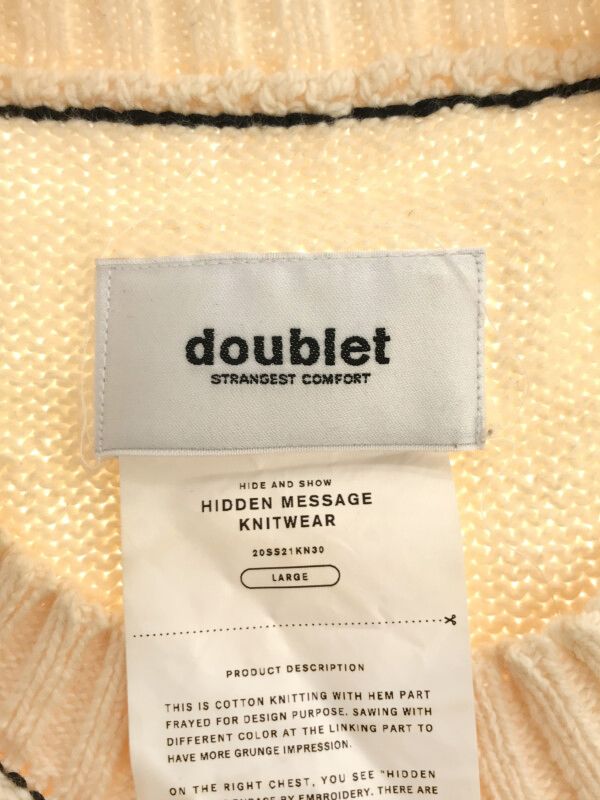 doublet
STRANGEST COMFORT
HIDE AND SHOW
HIDDEN MESSAGE
KNITWEAR
20SS21KN30
LARGE
PRODUCT DESCRIPTION
THIS IS COTTON KNITTING WITH HEM PART
FRAYED FOR DESIGN PURPOSE. SAWING WITH
DIFFERENT COLOR AT THE LINKING PART TO
HAVE MORE GRUNGE IMPRESSION.
ON THE RIGHT CHEST, YOU SEE "HIDDEN
BY EMBROIDERY. THERE ARE